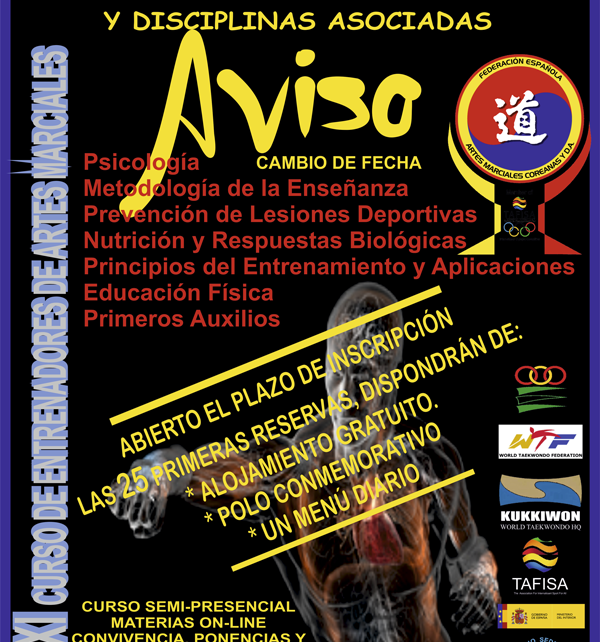 Y DISCIPLINAS ASOCIADAS
Aviso
CAMBIO DE FECHA
FEDERACIÓN ESPAÑOLA
道
ARTES MARCIALES COREANAS Y D.A.
XI CURSO DE ENTRENADORES DE ARTES MARCIALES
Psicología
Metodología de la Enseñanza
Prevención de Lesiones Deportivas
Nutrición y Respuestas Biológicas
Principios del Entrenamiento y Aplicaciones
Educación Física
Primeros Auxilios
ABIERTO EL PLAZO DE INSCRIPCIÓN
LAS 25 PRIMERAS RESERVAS, DISPONDRÁN DE:
* ALOJAMIENTO GRATUITO.
* POLO CONMEMORATIVO
* UN MENÚ DIARIO
WTF
WORLD TAEKWONDO FEDERATION
KUKKIWON
WORLD TAEKWONDO HQ
TAFISA
GOBIERNO DE ESPAÑA
CURSO SEMI-PRESENCIAL
MATERIAS ON-LINE
CONVIVENCIA, PONENCIAS Y